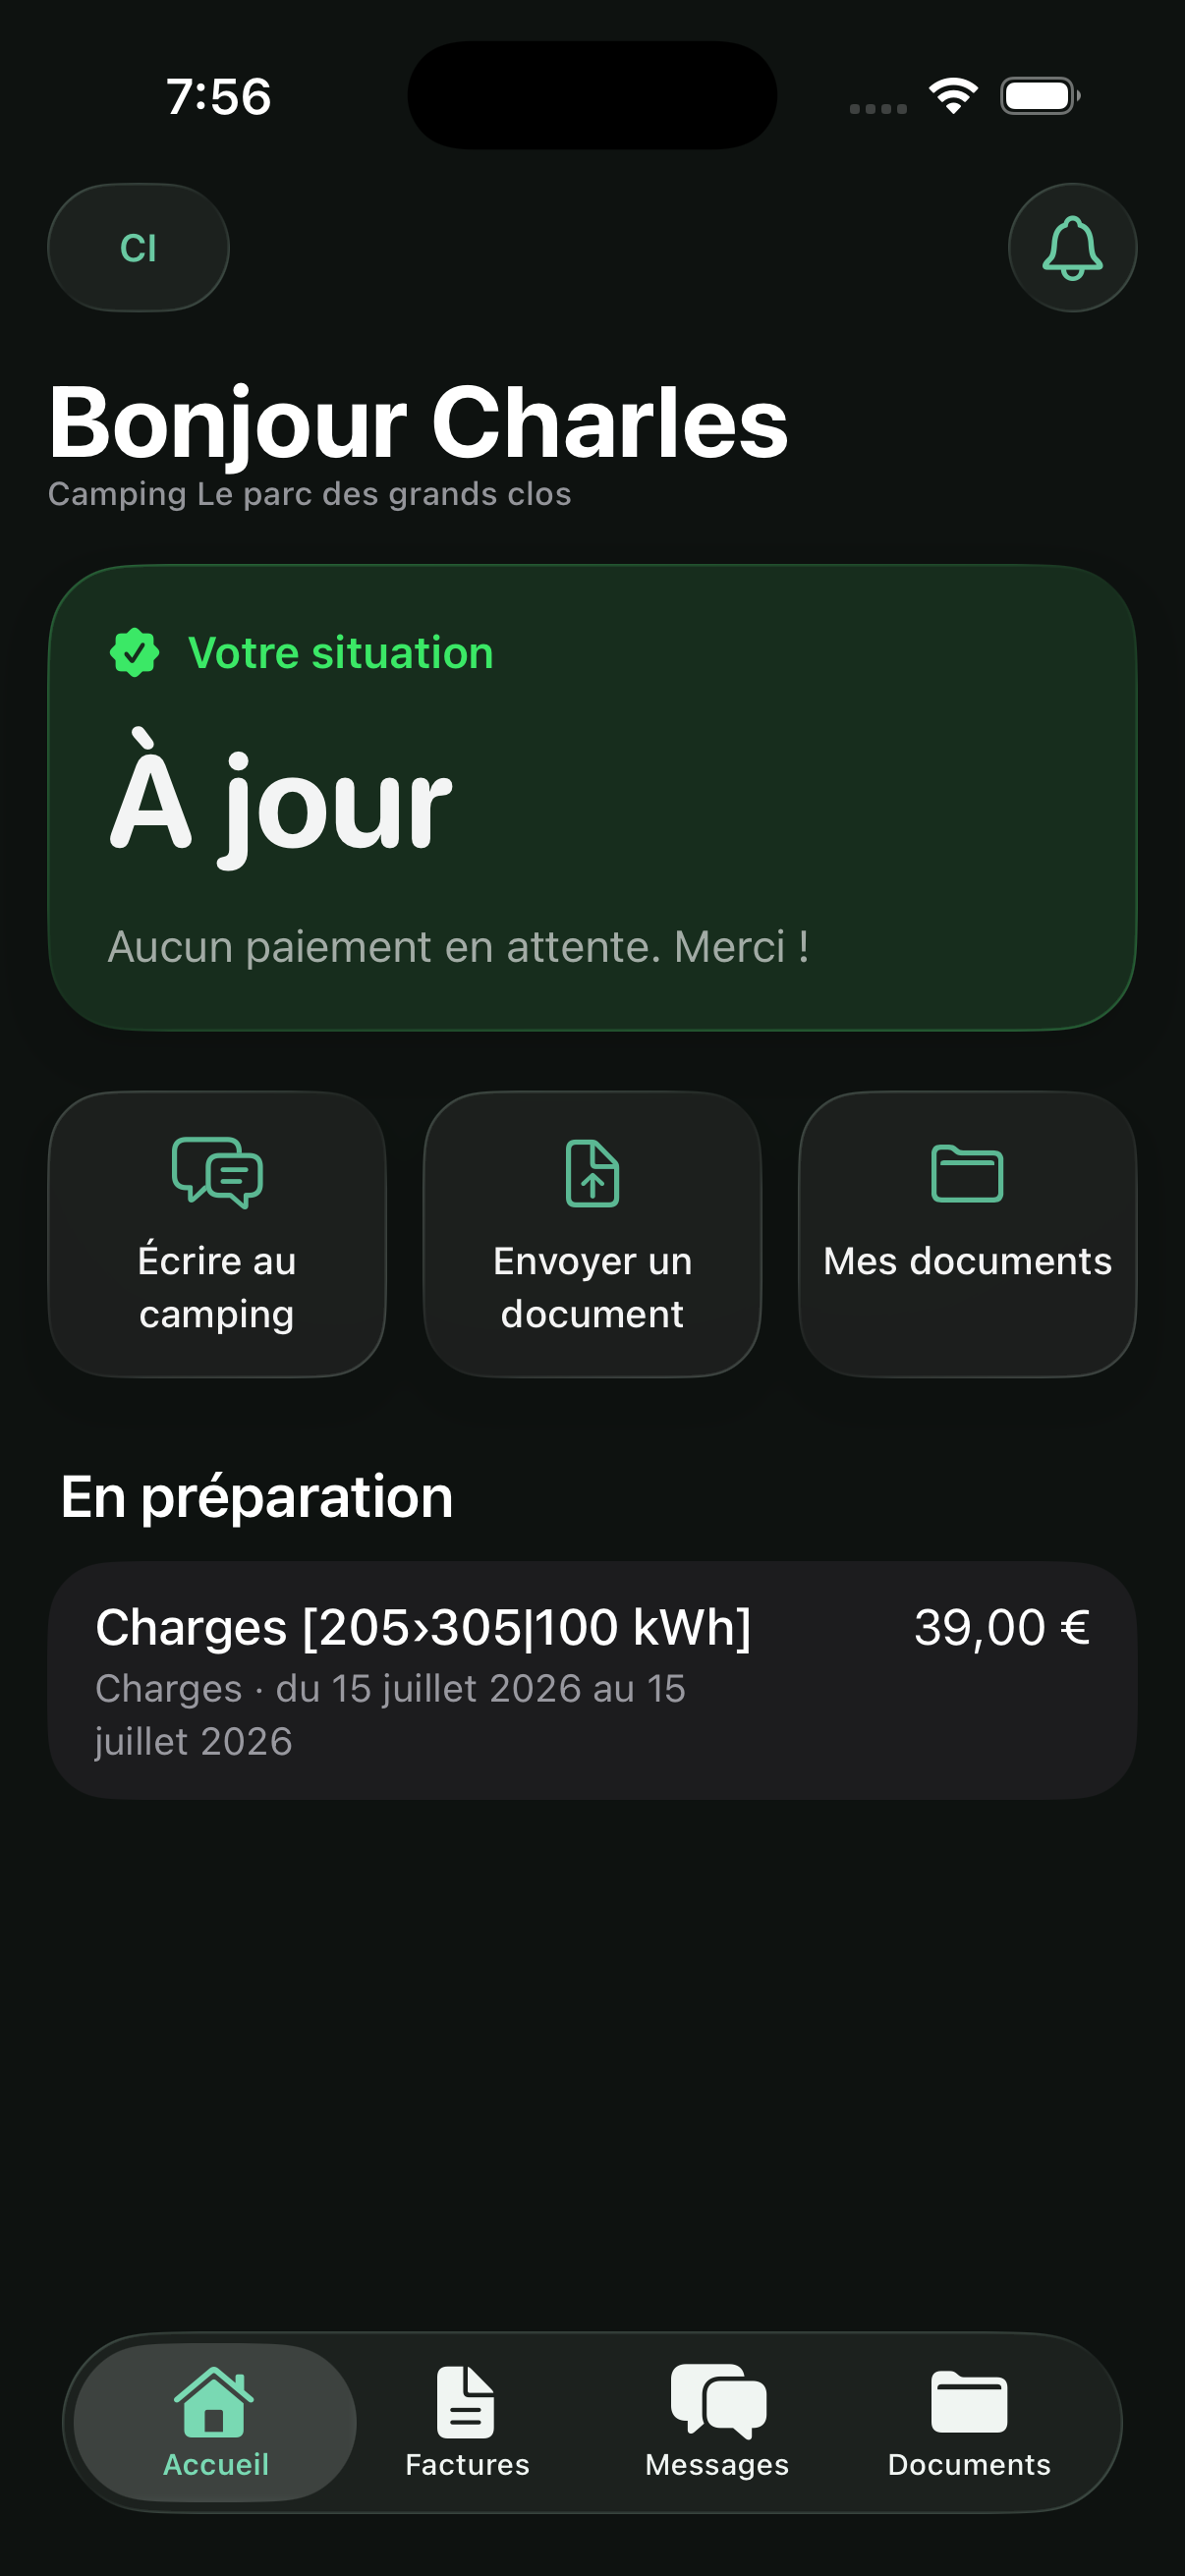 7:56
CI
Bonjour Charles
Camping Le parc des grands clos
Votre situation
À jour
Aucun paiement en attente. Merci !
Écrire au
camping
Envoyer un
document
Mes documents
En préparation
Charges [205›305|100 kWh]
39,00 €
Charges · du 15 juillet 2026 au 15
juillet 2026
Accueil
Factures
Messages
Documents